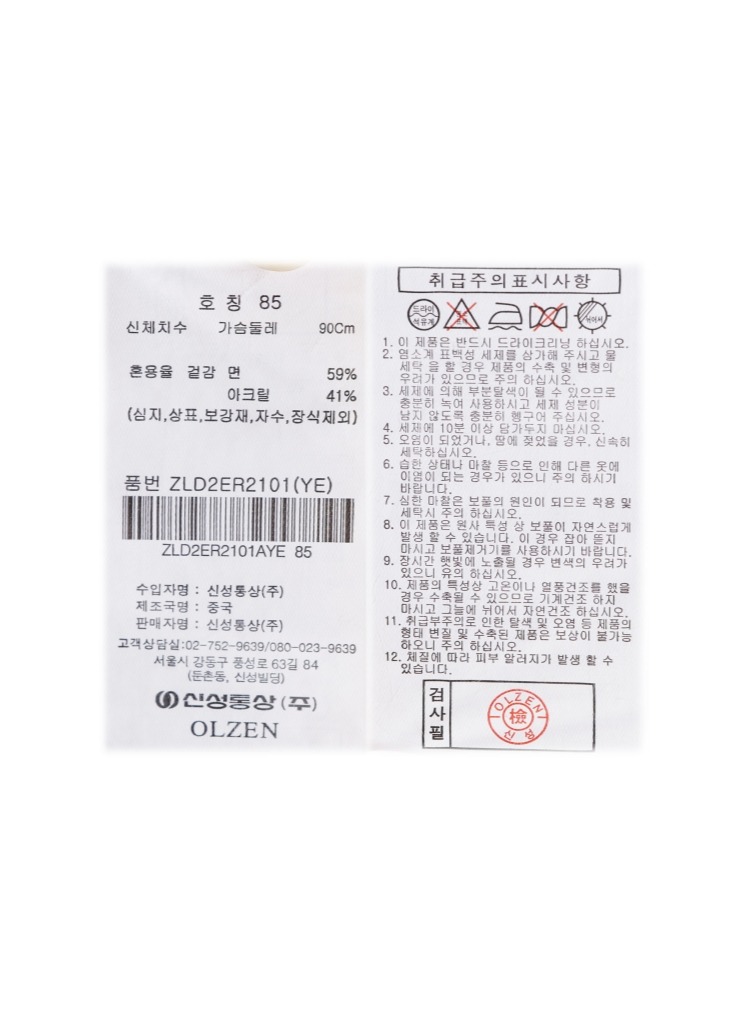 호 칭 85
신체치수 가슴둘레 90Cm
혼용율 겉감 면 59%
아크릴 41%
(심지,상표,보강재,자수,장식제외)
품번 ZLD2ER2101(YE)
ZLD2ER2101AYE 85
수입자명 : 신성통상(주)
제조국명 : 중국
판매자명 : 신성통상(주)
고객상담실:02-752-9639/080-023-9639
서울시 강동구 풍성로 63길 84
(둔촌동, 신성빌딩)
신성통상(주)
OLZEN
취급주의표시사항
드라이
석유계
뉘어서
1. 이 제품은 반드시 드라이크리닝 하십시오.
2. 염소계 표백성 세제를 삼가해 주시고 물
세탁 을 할 경우 제품의 수축 및 변형의
우려가 있으므로 주의 하십시오.
3. 세제에 의해 부분탈색이 될 수 있으므로
충분히 녹여 사용하시고 세제 성분이
남지 않도록 충분히 헹구어 주십시오.
4. 세제에 10분 이상 담가두지 마십시오.
5. 오염이 되었거나, 땀에 젖었을 경우, 신속히
세탁하십시오.
6. 습한 상태나 마찰 등으로 인해 다른 옷에
이염이 되는 경우가 있으니 주의 하시기
바랍니다.
7. 심한 마찰은 보풀의 원인이 되므로 착용 및
세탁시 주의 하십시오.
8. 이 제품은 원사 특성 상 보풀이 자연스럽게
발생 할 수 있습니다. 이 경우 잡아 뜯지
마시고 보풀제거기를 사용하시기 바랍니다.
9. 장시간 햇빛에 노출될 경우 변색의 우려가
있으니 유의 하십시오.
10. 제품의 특성상 고온이나 열풍건조를 했을
경우 수축될 수 있으므로 기계건조 하지
마시고 그늘에 뉘어서 자연건조 하십시오.
11. 취급부주의로 인한 탈색 및 오염 등 제품의
형태 변질 및 수축된 제품은 보상이 불가능
하오니 주의 하십시오.
12. 체질에 따라 피부 알러지가 발생 할 수
있습니다.
검사필
OLZEN
檢
신성